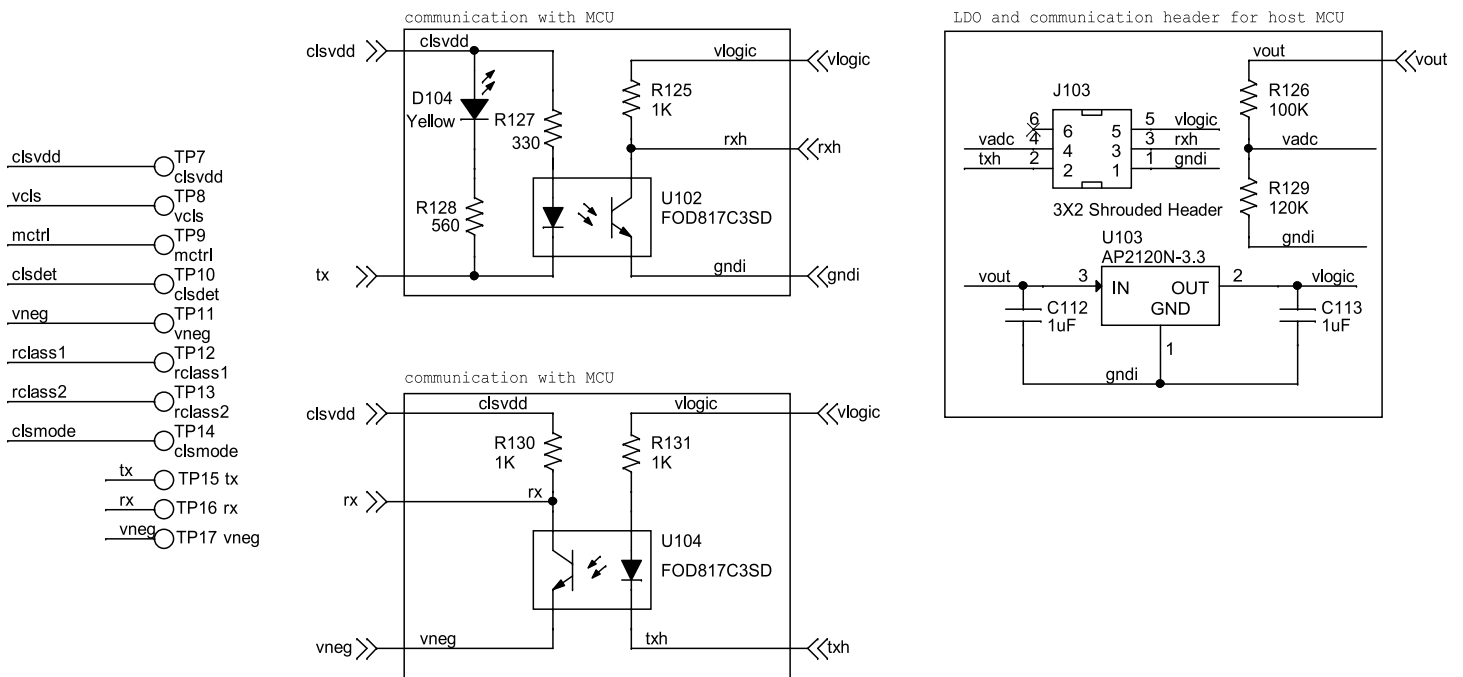 clsvdd
TP7
clsvdd
vcls
TP8
vcls
mctrl
TP9
mctrl
clsdet
TP10
clsdet
vneg
TP11
vneg
rclass1
TP12
rclass1
rclass2
TP13
rclass2
clsmode
TP14
clsmode
tx
TP15 tx
rx
TP16 rx
vneg
TP17 vneg
communication with MCU
clsvdd
clsvdd
vlogic
vlogic
D104
Yellow
R127
330
R125
1K
rxh
rxh
R128
560
U102
FOD817C3SD
tx
gndi
gndi
communication with MCU
clsvdd
clsvdd
vlogic
vlogic
R130
1K
R131
1K
rx
rx
U104
FOD817C3SD
vneg
vneg
txh
txh
LDO and communication header for host MCU
vout
vout
J103
R126
100K
6
6
5
5
vlogic
vadc
4
4
3
3
rxh
vadc
txh
2
2
1
1
gndi
3X2 Shrouded Header
R129
120K
gndi
U103
AP2120N-3.3
vout
3
IN
OUT
2
vlogic
GND
C112
1uF
C113
1uF
1
gndi